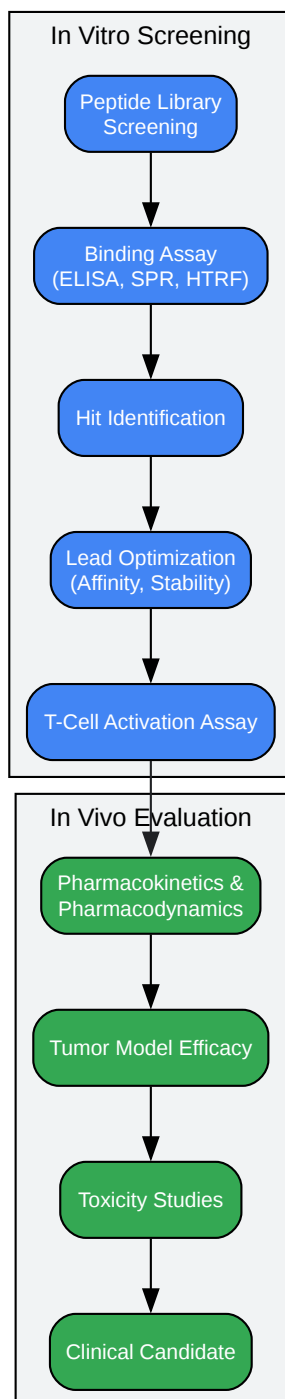 In Vitro Screening
Peptide Library
Screening
Binding Assay
(ELISA, SPR, HTRF)
Hit Identification
Lead Optimization
(Affinity, Stability)
T-Cell Activation Assay
In Vivo Evaluation
Pharmacokinetics &
Pharmacodynamics
Tumor Model Efficacy
Toxicity Studies
Clinical Candidate